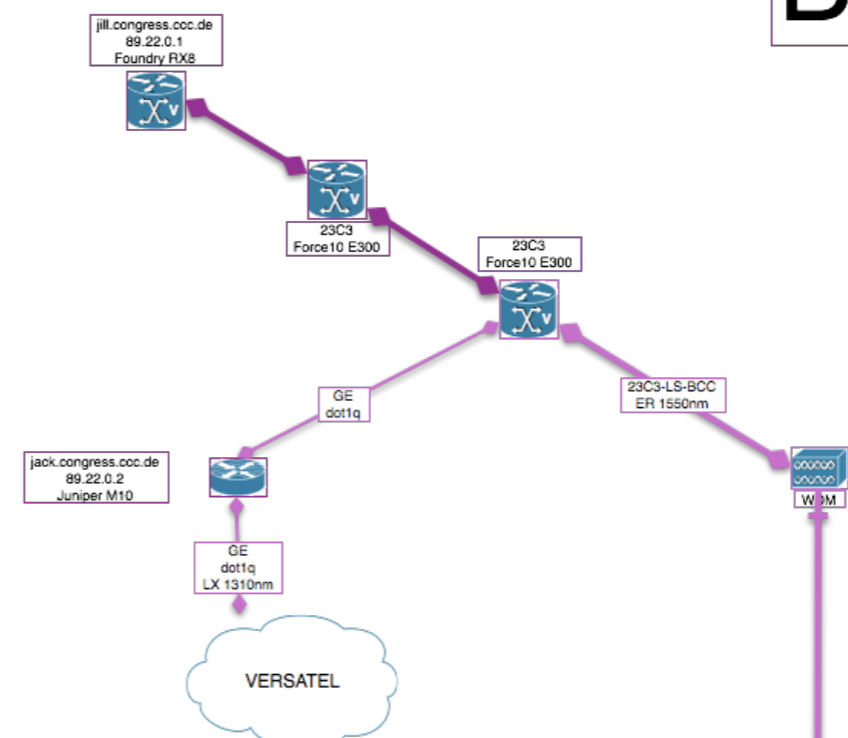 jill.congress.ccc.de
89.22.0.1
Foundry RX8
V
V
23C3
Force10 E300
23C3
Force10 E300
V
GE
dot1q
23C3-LS-BCC
ER 1550nm
jack.congress.ccc.de
89.22.0.2
Juniper M10
WDM
GE
dot1q
LX 1310nm
VERSATEL